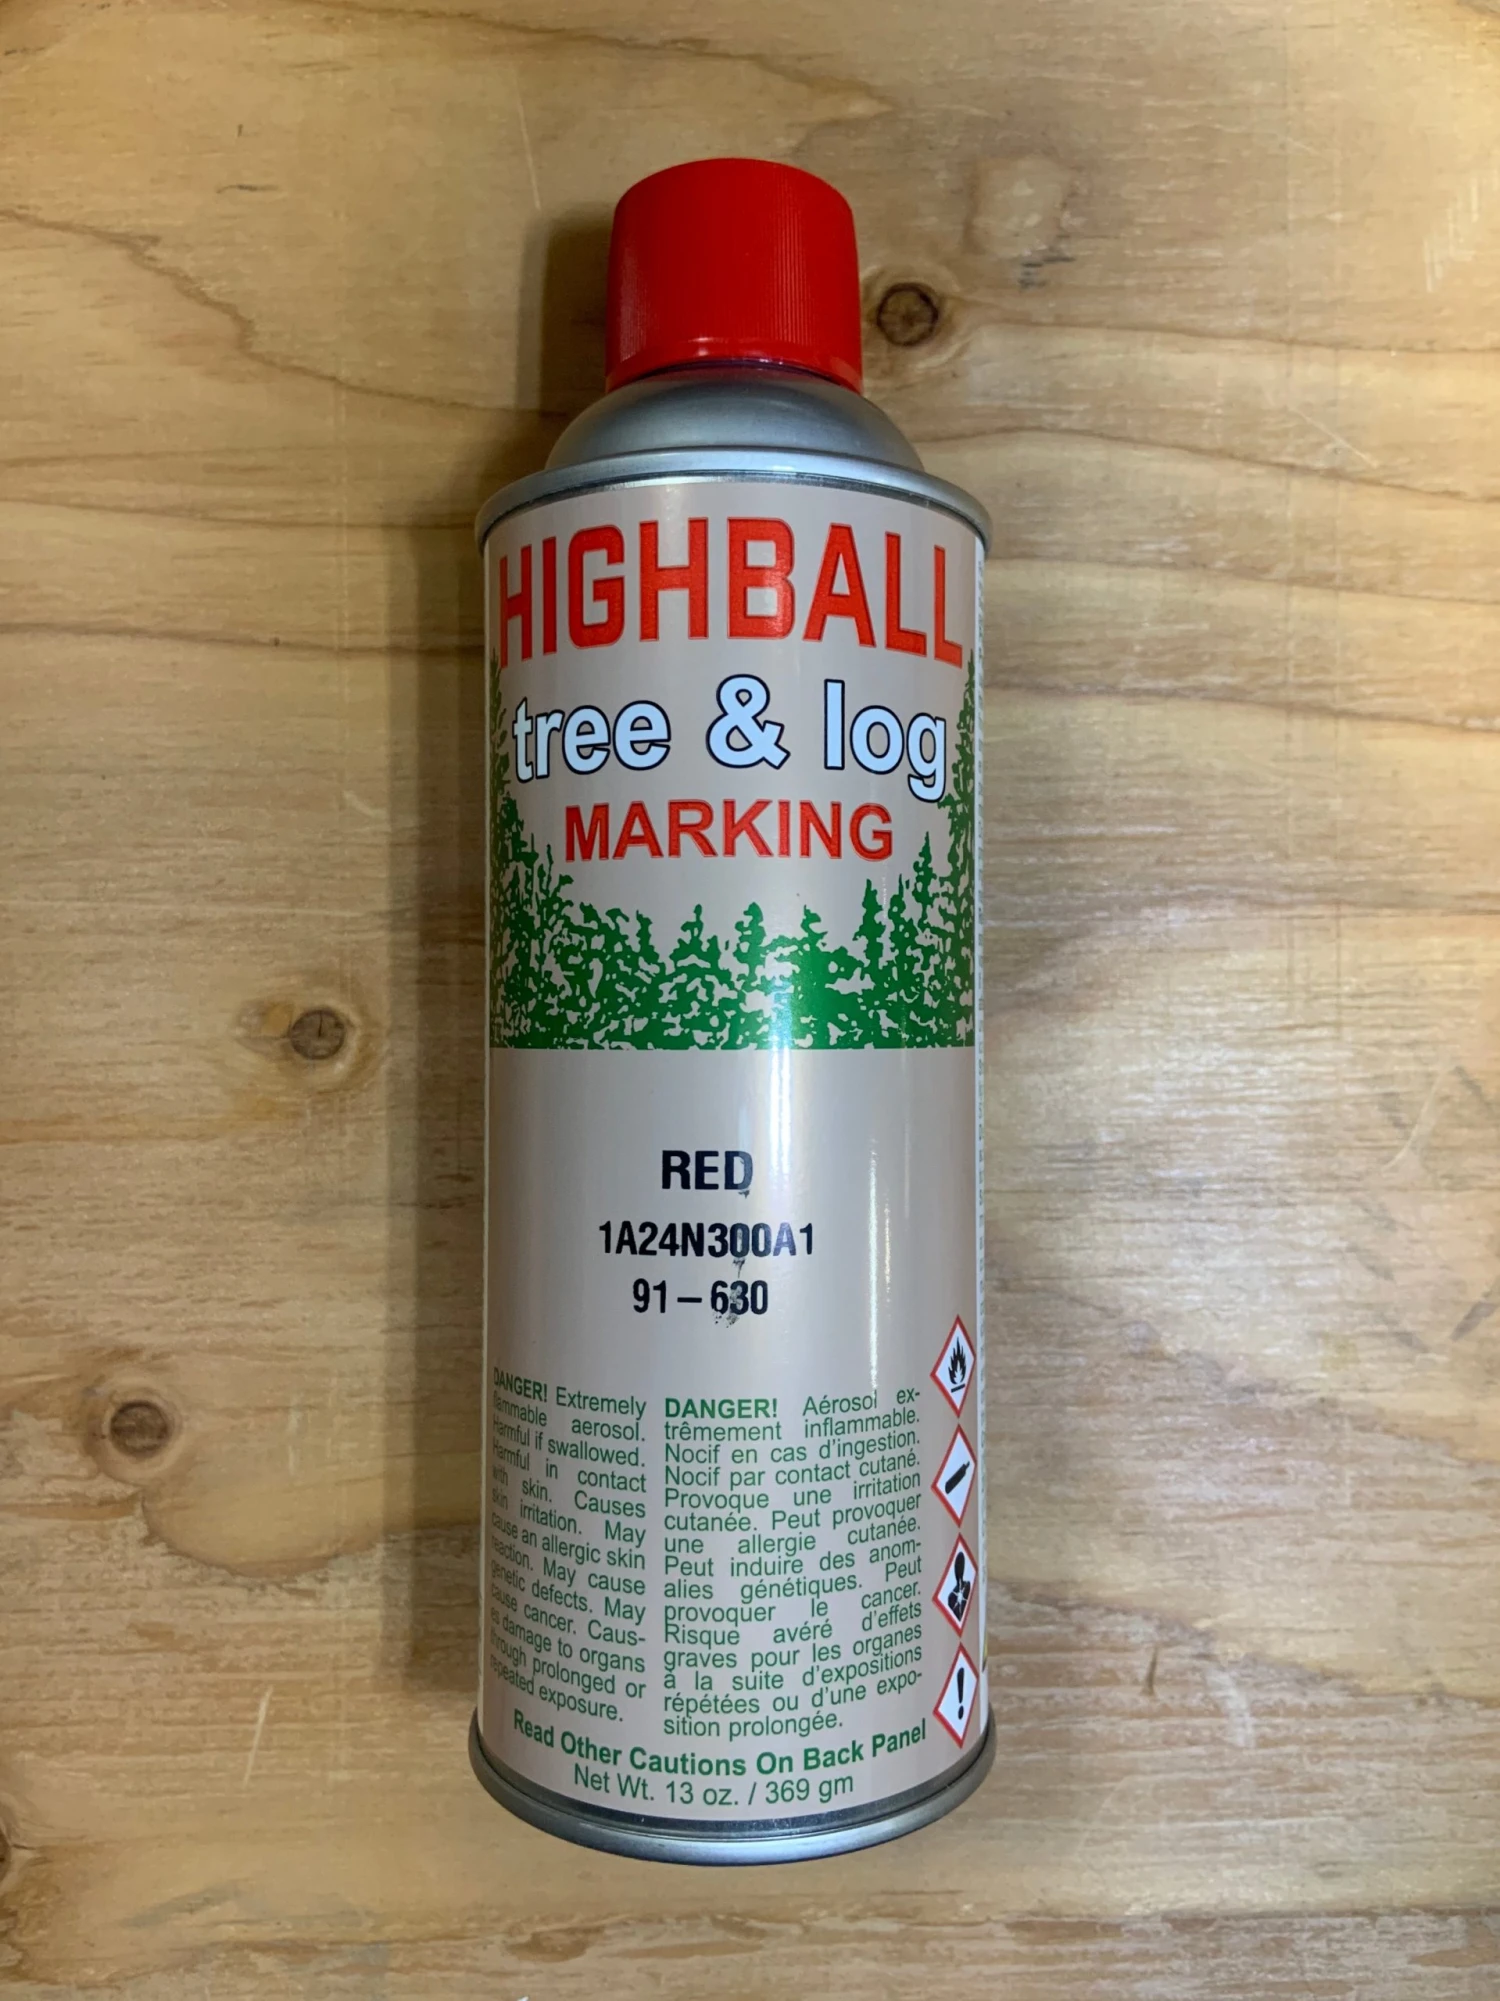 HIGHBALL
tree & log
MARKING
RED
1A24N300A1
91-630
DANGER! Extremely
flammable aerosol.
Harmful if swallowed.
Harmful in contact
with skin. Causes
skin irritation. May
cause an allergic skin
reaction. May cause
genetic defects. May
cause cancer. Caus-
es damage to organs
through prolonged or
repeated exposure.
DANGER! Aérosol ex-
trêmement inflammable.
Nocif en cas d'ingestion.
Nocif par contact cutané.
Provoque une irritation
cutanée. Peut provoquer
une allergie cutanée.
Peut induire des anom-
alies génétiques. Peut
provoquer le cancer.
Risque avéré d'effets
graves pour les organes
à la suite d'expositions
répétées ou d'une expo-
sition prolongée.
Read Other Cautions On Back Panel
Net Wt. 13 oz. / 369 gm